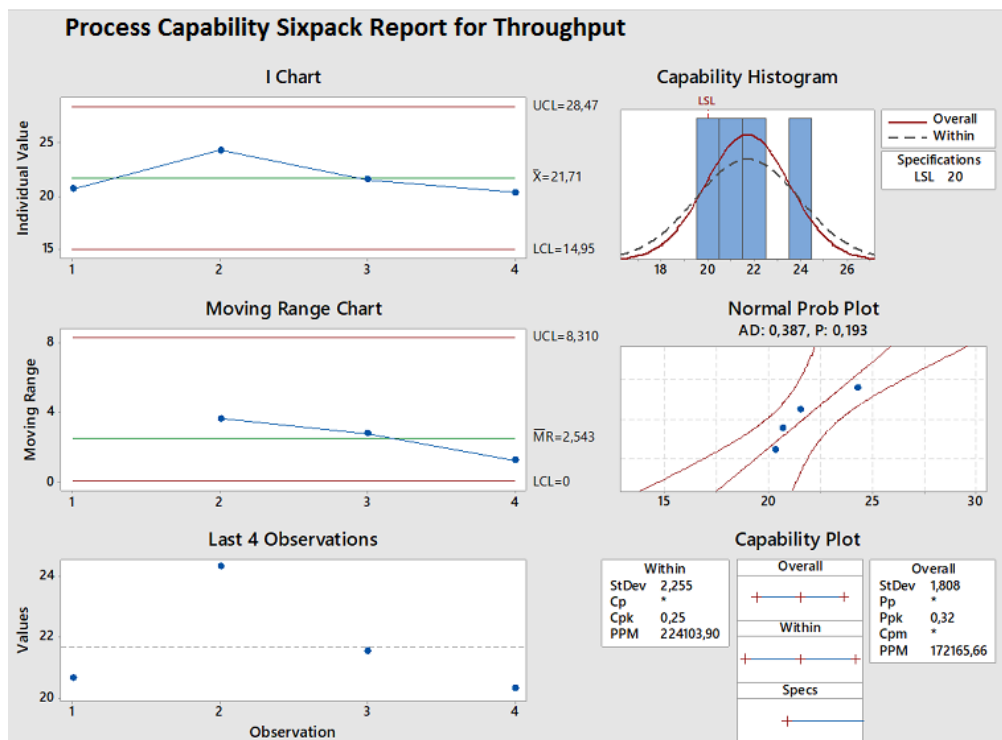 Process Capability Sixpack Report for Throughput
I Chart
Individual Value
25
20
15
1 2 3 4
UCL=28,47
X̄=21,71
LCL=14,95
Capability Histogram
LSL
18 20 22 24 26
Overall
Within
Specifications
LSL 20
Moving Range Chart
Moving Range
8
4
0
1 2 3 4
UCL=8,310
M̄R̄=2,543
LCL=0
Normal Prob Plot
AD: 0,387, P: 0,193
15 20 25 30
Last 4 Observations
Values
24
22
20
1 2 3 4
Observation
Capability Plot
Within
StDev 2,255
Cp *
Cpk 0,25
PPM 224103,90
Overall
Within
Specs
Overall
StDev 1,808
Pp *
Ppk 0,32
Cpm *
PPM 172165,66